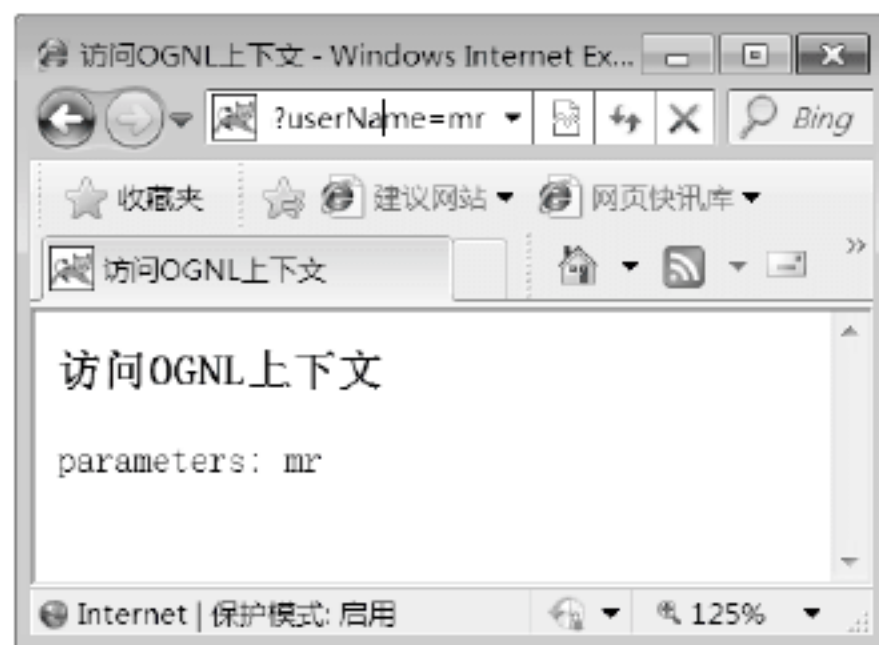 访问OGNL上下文 - Windows Internet Ex...
?userName=mr
Bing
收藏夹
建议网站
网页快讯库
访问OGNL上下文
»
访问OGNL上下文
parameters: mr
Internet | 保护模式: 启用
125%